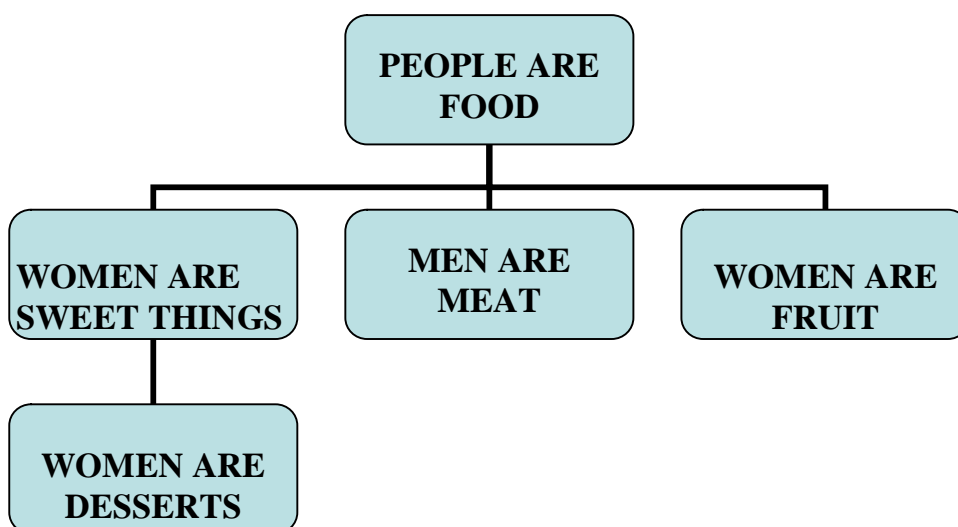 PEOPLE ARE
FOOD
WOMEN ARE
SWEET THINGS
MEN ARE
MEAT
WOMEN ARE
FRUIT
WOMEN ARE
DESSERTS